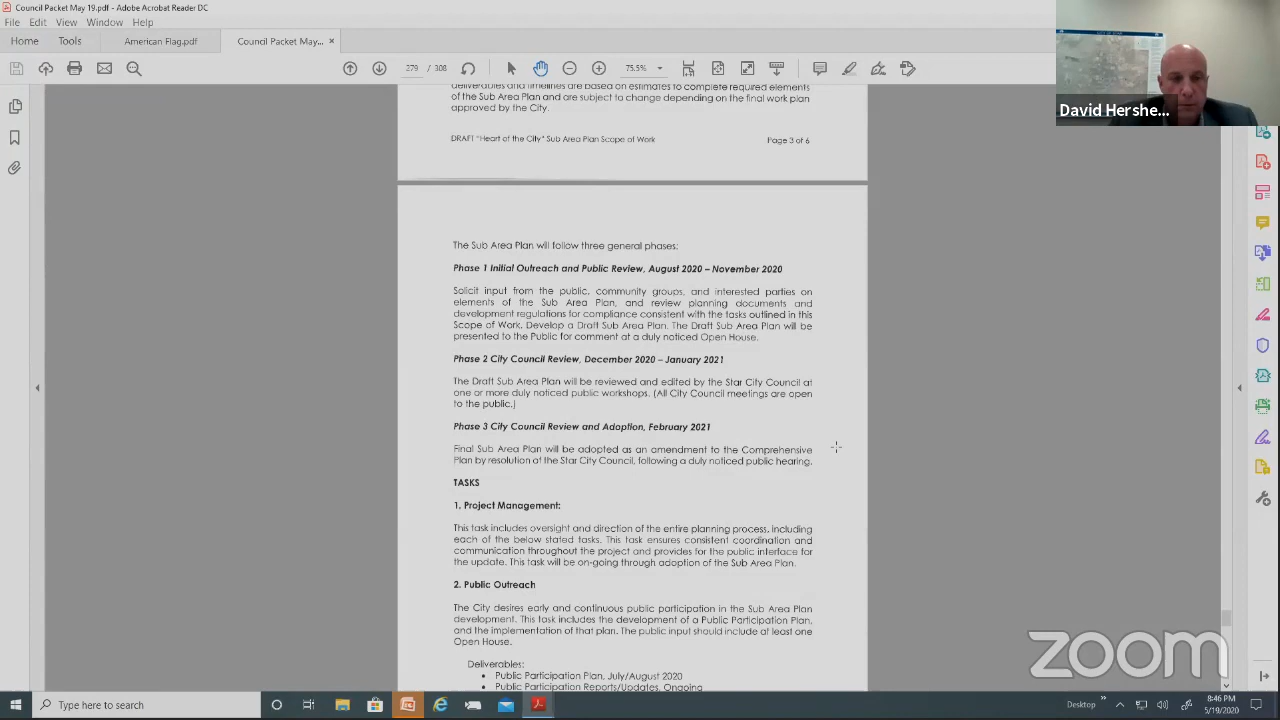 Council Packet May 19.pdf - Adobe Acrobat Reader DC
File Edit View Window Help
Home Tools American Flag.pdf Council Packet May... ×
279 / 308 75.5%
deliverables and timelines are based on estimates to complete required elements
of the Sub Area Plan and are subject to change depending on the final work plan
approved by the City.
DRAFT "Heart of the City" Sub Area Plan Scope of Work Page 3 of 6
David Hershe...
The Sub Area Plan will follow three general phases:
Phase 1 Initial Outreach and Public Review, August 2020 – November 2020
Solicit input from the public, community groups, and interested parties on
elements of the Sub Area Plan, and review planning documents and
development regulations for compliance consistent with the tasks outlined in this
Scope of Work. Develop a Draft Sub Area Plan. The Draft Sub Area Plan will be
presented to the Public for comment at a duly noticed Open House.
Phase 2 City Council Review, December 2020 – January 2021
The Draft Sub Area Plan will be reviewed and edited by the Star City Council at
one or more duly noticed public workshops. (All City Council meetings are open
to the public.)
Phase 3 City Council Review and Adoption, February 2021
Final Sub Area Plan will be adopted as an amendment to the Comprehensive
Plan by resolution at the Star City Council, following a duly noticed public hearing.
TASKS
1. Project Management:
This task includes oversight and direction of the entire planning process, including
each of the below stated tasks. This task ensures consistent coordination and
communication throughout the project and provides for the public interface for
the update. This task will be on-going through adoption of the Sub Area Plan.
2. Public Outreach
The City desires early and continuous public participation in the Sub Area Plan
development. This task includes the development of a Public Participation Plan,
and the implementation of that plan. The public input should include at least one
Open House.
Deliverables:
• Public Participation Plan, July/August 2020
• Public Participation Reports/Updates, Ongoing
zoom
Type here to search
Desktop
8:46 PM
5/19/2020